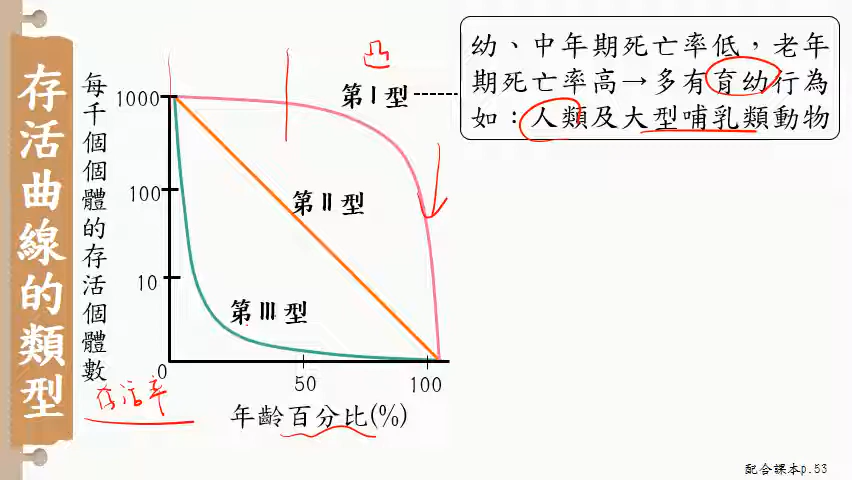 存活曲線的類型
每千個個體的存活個體數
凸
1000
100
10
0
50
100
第Ⅰ型
第Ⅱ型
第Ⅲ型
存活率
年齡百分比(%)
幼、中年期死亡率低，老年
期死亡率高→多有育幼行為
如：人類及大型哺乳類動物
配合課本p.53